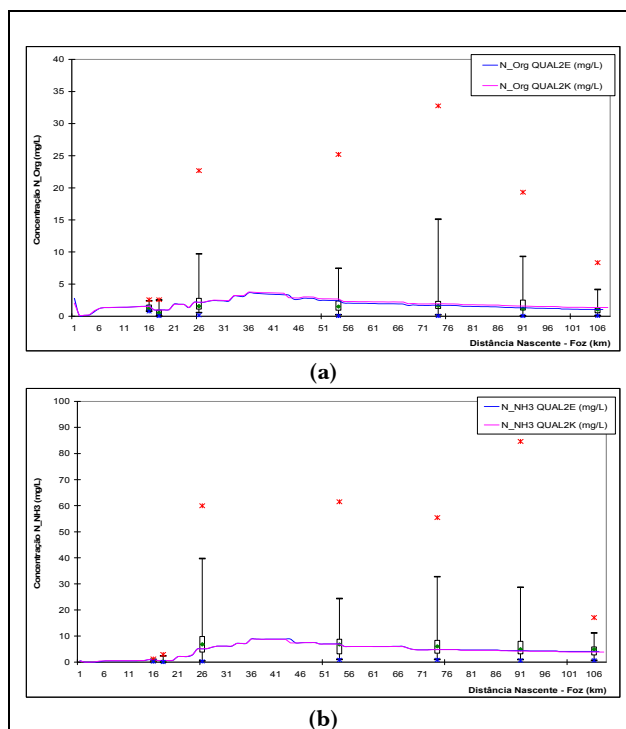 40
35
30
25
20
15
10
5
0
Concentração N_Org (mg/L)
N_Org QUAL2E (mg/L)
N_Org QUAL2K (mg/L)
1 6 11 16 21 26 31 36 41 46 51 56 61 66 71 76 81 86 91 96 101 106
Distância Nascente - Foz (km)
(a)
100
90
80
70
60
50
40
30
20
10
0
Concentração N_NH3 (mg/L)
N_NH3 QUAL2E (mg/L)
N_NH3 QUAL2K (mg/L)
1 6 11 16 21 26 31 36 41 46 51 56 61 66 71 76 81 86 91 96 101 106
Distância Nascente - Foz (km)
(b)